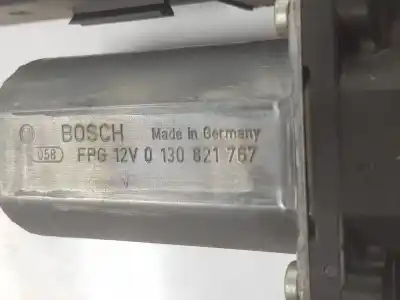 BOSCH Made in Germany
058 FPG 12V 0 130 821 767